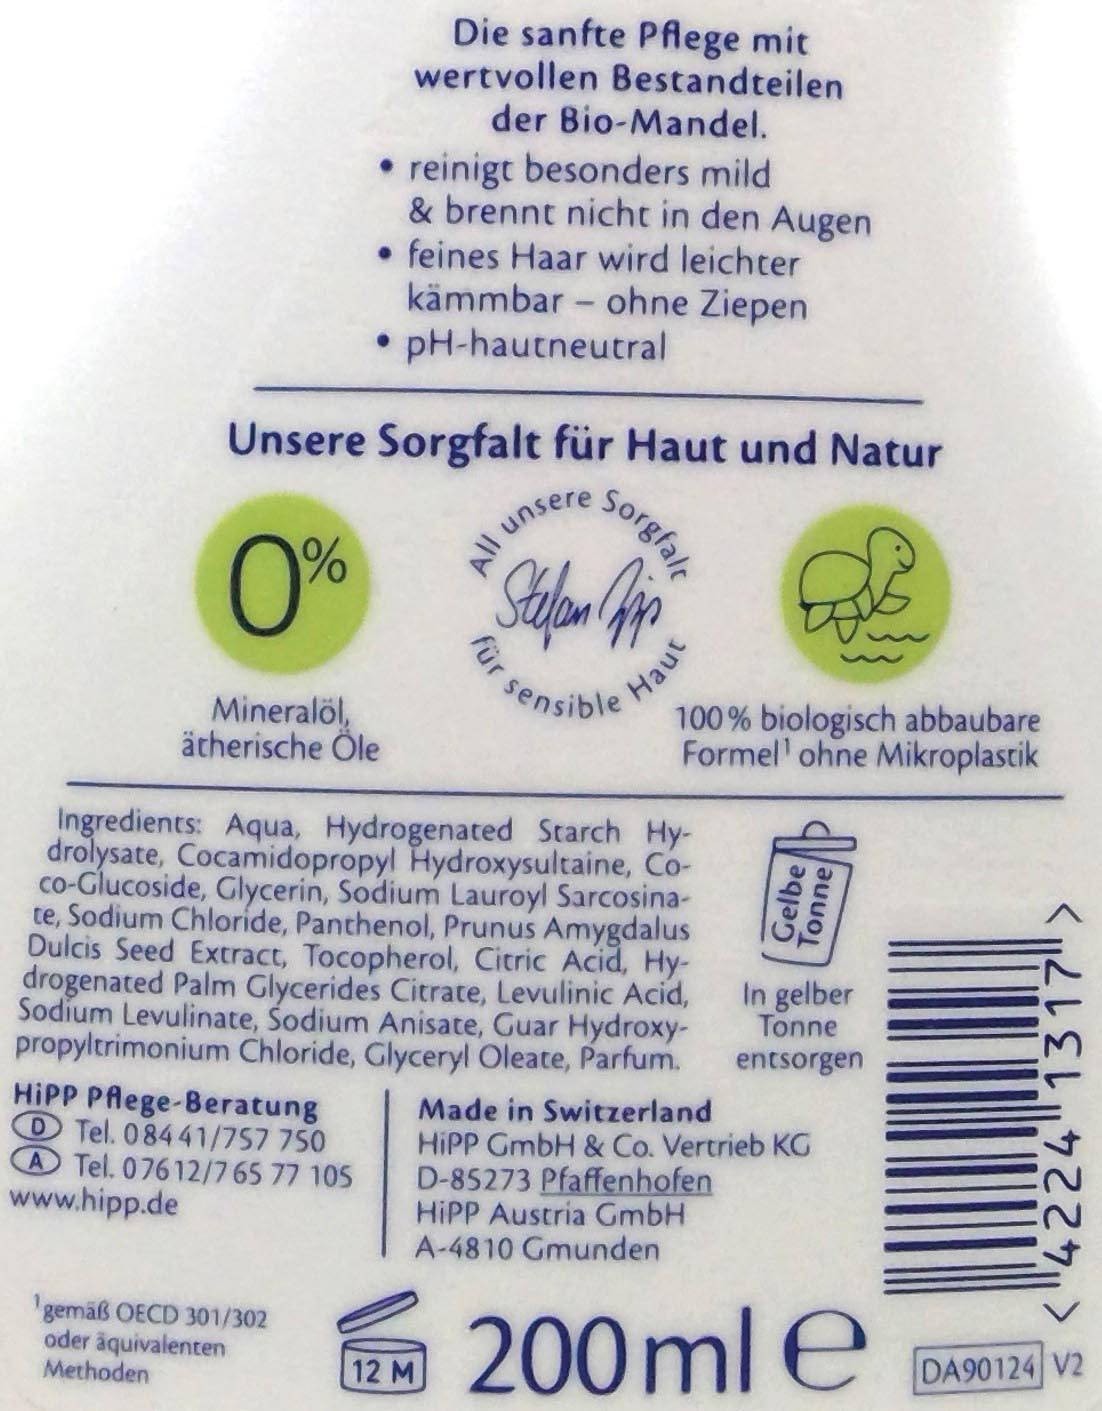 Die sanfte Pflege mit
wertvollen Bestandteilen
der Bio-Mandel.
• reinigt besonders mild
& brennt nicht in den Augen
• feines Haar wird leichter
kämmbar – ohne Ziepen
• pH-hautneutral
Unsere Sorgfalt für Haut und Natur
0%
Mineralöl,
ätherische Öle
All unsere Sorgfalt
Stefan Hipp
für sensible Haut
100% biologisch abbaubare
Formel¹ ohne Mikroplastik
Ingredients: Aqua, Hydrogenated Starch Hy-
drolysate, Cocamidopropyl Hydroxysultaine, Co-
co-Glucoside, Glycerin, Sodium Lauroyl Sarcosina-
te, Sodium Chloride, Panthenol, Prunus Amygdalus
Dulcis Seed Extract, Tocopherol, Citric Acid, Hy-
drogenated Palm Glycerides Citrate, Levulinic Acid,
Sodium Levulinate, Sodium Anisate, Guar Hydroxy-
propyltrimonium Chloride, Glyceryl Oleate, Parfum.
Gelbe
Tonne
In gelber
Tonne
entsorgen
HiPP Pflege-Beratung
D Tel. 08441/757 750
A Tel. 07612/765 77 105
www.hipp.de
Made in Switzerland
HiPP GmbH & Co. Vertrieb KG
D-85273 Pfaffenhofen
HiPP Austria GmbH
A-4810 Gmunden
< 4224 1317 >
¹gemäß OECD 301/302
oder äquivalenten
Methoden
12 M
200 ml e
DA90124 V2